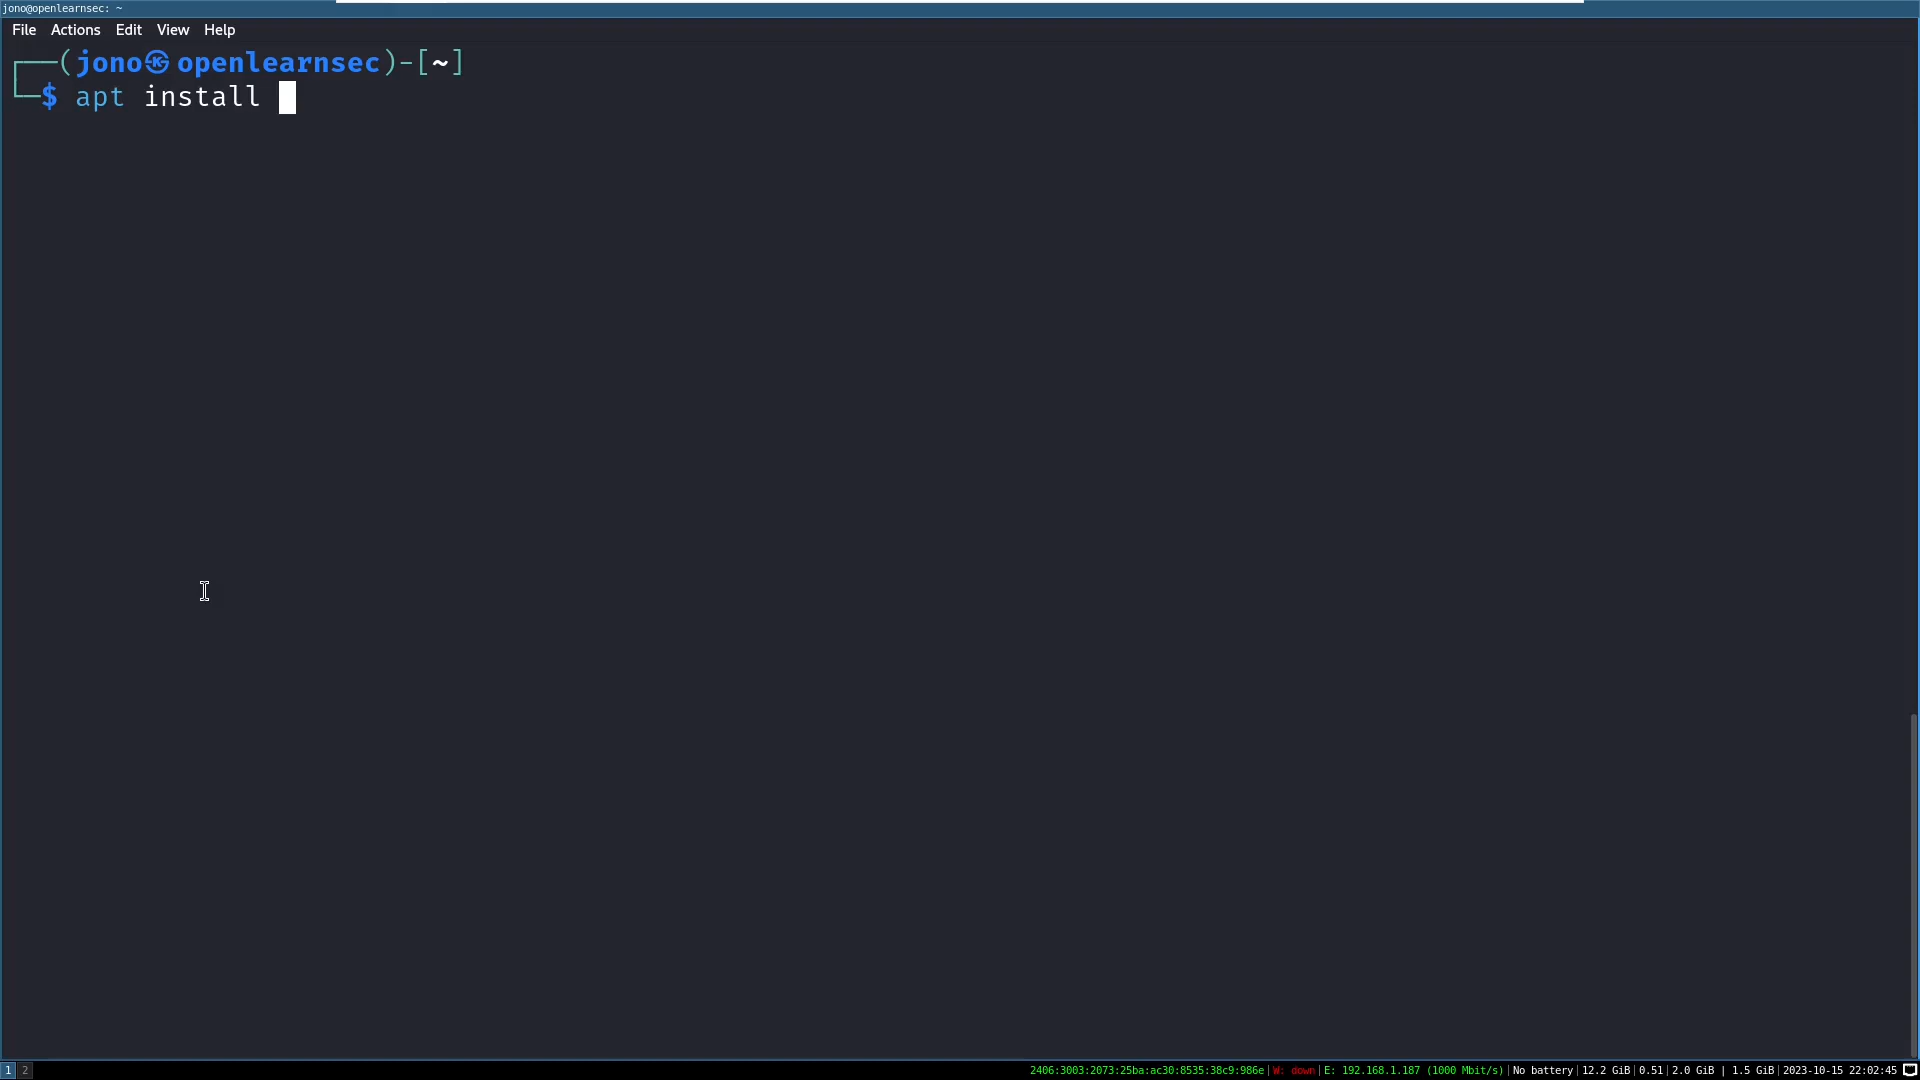 jono@openlearnsec: ~
File Actions Edit View Help
┌──(jono㉿openlearnsec)-[~]
└─$ apt install
1 2 2406:3003:2073:25ba:ac30:8535:38c9:986e|W: down|E: 192.168.1.187 (1000 Mbit/s)|No battery|12.2 GiB|0.51|2.0 GiB | 1.5 GiB|2023-10-15 22:02:45